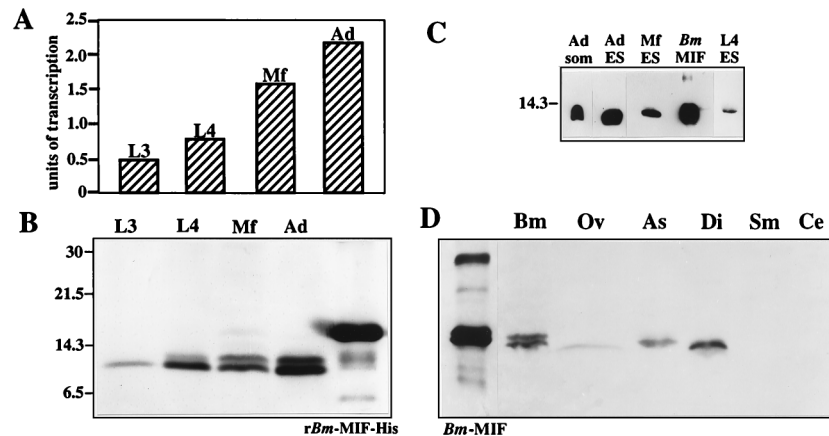 A
units of transcription
2.5
2.0
1.5
1.0
0.5
0
L3
L4
Mf
Ad
C
Ad som
Ad ES
Mf ES
Bm MIF
L4 ES
14.3
B
L3 L4 Mf Ad
30
21.5
14.3
6.5
rBm-MIF-His
D
Bm Ov As Di Sm Ce
Bm-MIF